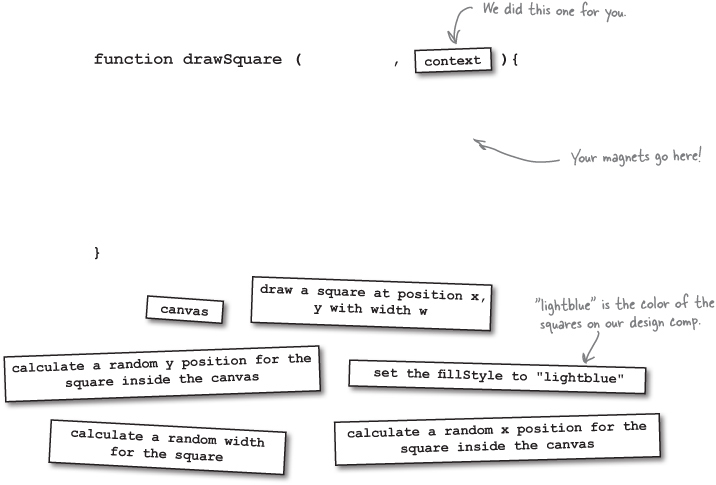 We did this one for you.
function drawSquare ( , context ){
Your magnets go here!
}
canvas
draw a square at position x,
y with width w
"lightblue" is the color of the
squares on our design comp.
calculate a random y position for the
square inside the canvas
set the fillStyle to "lightblue"
calculate a random width
for the square
calculate a random x position for the
square inside the canvas